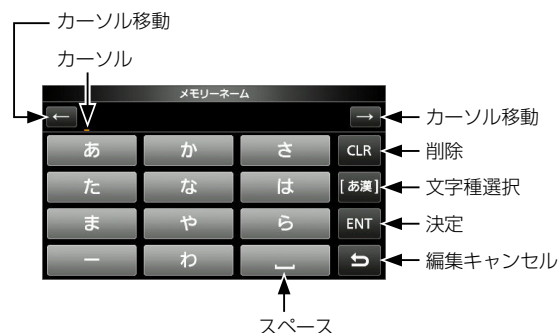 カーソル移動
カーソル
メモリーネーム
← →
カーソル移動
あ か さ CLR
削除
た な は [あ漢]
文字種選択
ま や ら ENT
決定
ー わ
編集キャンセル
スペース